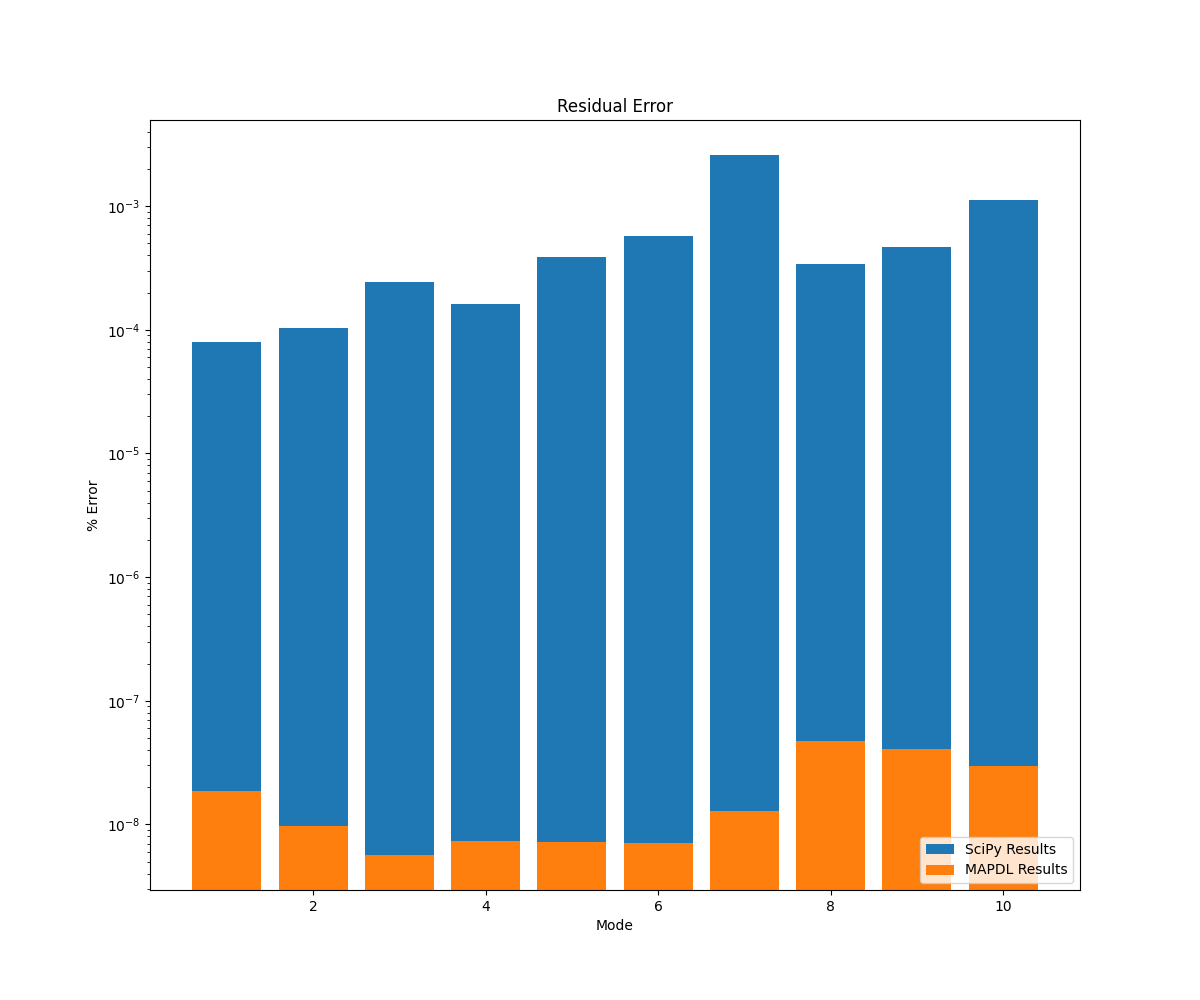 Residual Error
10⁻³
10⁻⁴
10⁻⁵
10⁻⁶
10⁻⁷
10⁻⁸
% Error
SciPy Results
MAPDL Results
2 4 6 8 10
Mode